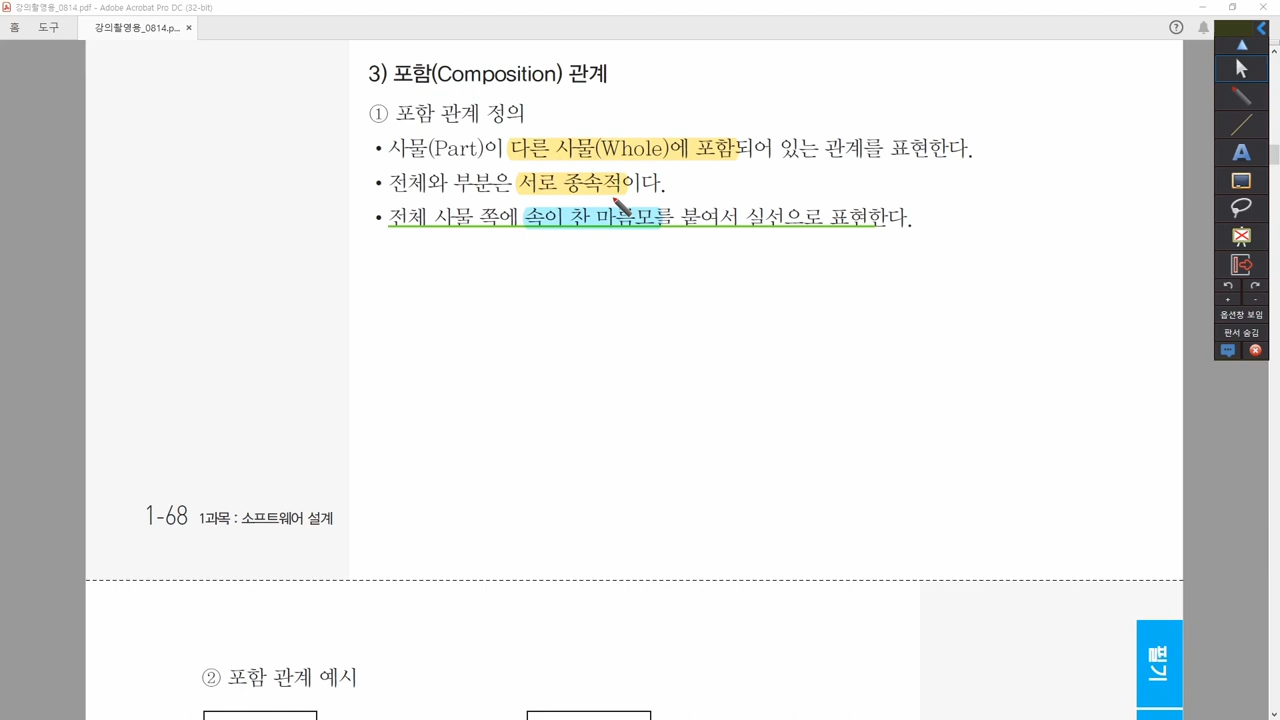 강의촬영용_0814.pdf - Adobe Acrobat Pro DC (32-bit)
홈 도구 강의촬영용_0814.p... ×
3) 포함(Composition) 관계
① 포함 관계 정의
• 사물(Part)이 다른 사물(Whole)에 포함되어 있는 관계를 표현한다.
• 전체와 부분은 서로 종속적이다.
• 전체 사물 쪽에 속이 찬 마름모를 붙여서 실선으로 표현한다.
옵션창 보임
판서 숨김
1-68 1과목 : 소프트웨어 설계
필기
② 포함 관계 예시